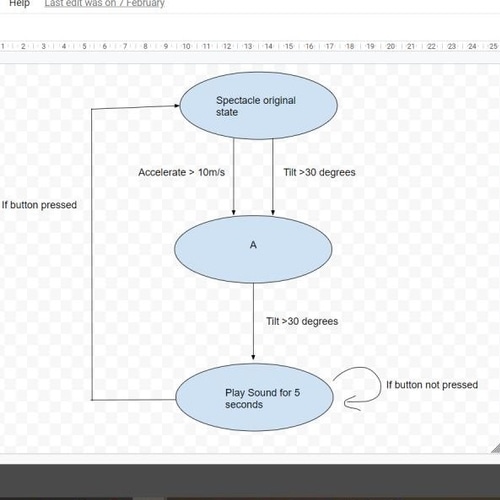 Help Last edit was on 7 February
1 2 3 4 5 6 7 8 9 10 11 12 13 14 15 16 17 18 19 20 21 22 23 24 25
Spectacle original
state
Accelerate > 10m/s
Tilt >30 degrees
If button pressed
A
Tilt >30 degrees
Play Sound for 5
seconds
If button not pressed